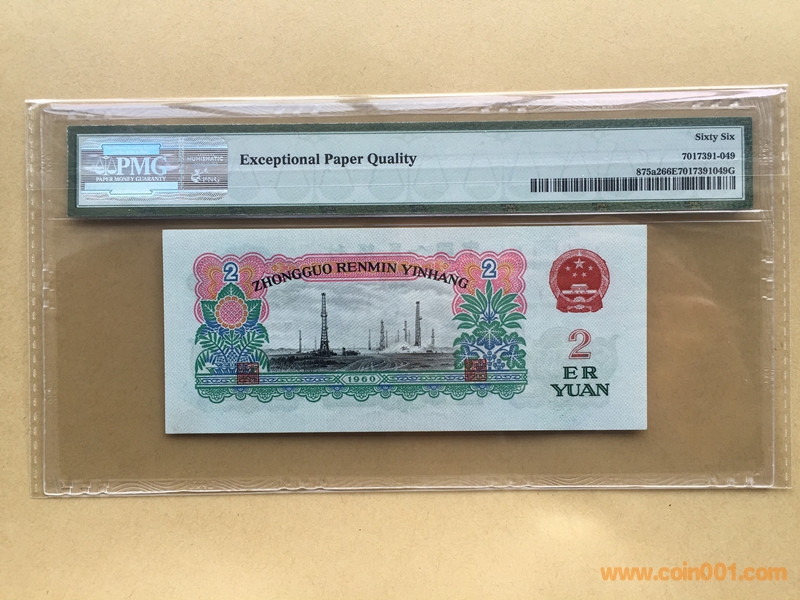 PMG
PAPER MONEY GUARANTY
NUMISMATIC
PNG
Exceptional Paper Quality
Sixty Six
7017391-049
875a266E7017391049G
2
ZHONGGUO RENMIN YINHANG
2
1960
2
ER
YUAN
www.coin001.com